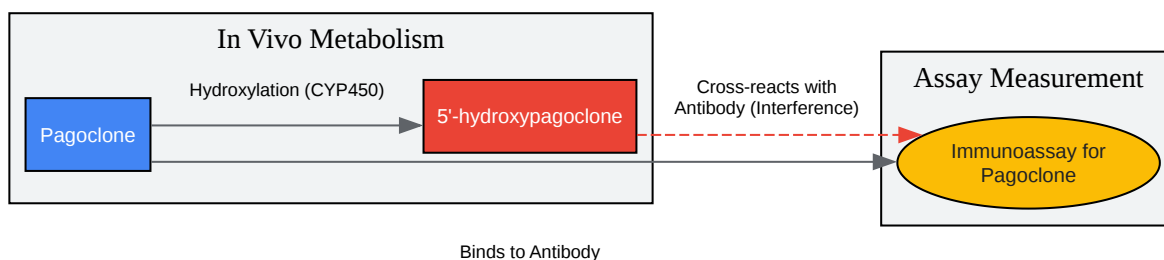 In Vivo Metabolism
Hydroxylation (CYP450)
Pagoclone
5'-hydroxypagoclone
Cross-reacts with
Antibody (Interference)
Assay Measurement
Immunoassay for
Pagoclone
Binds to Antibody